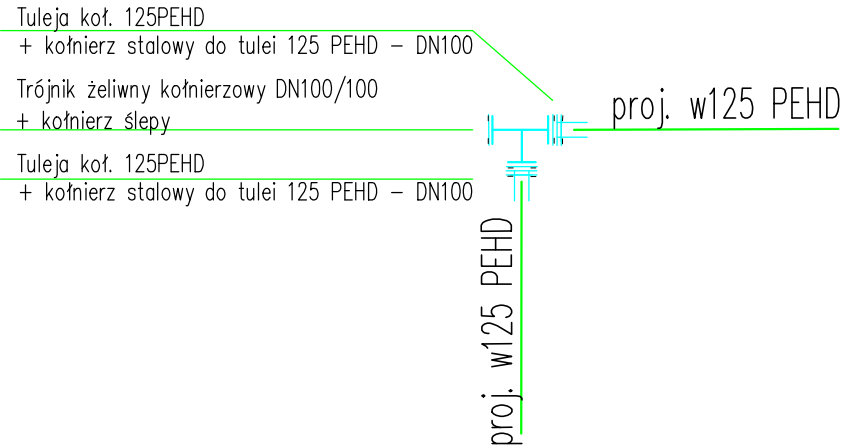 Tuleja koł. 125PEHD
+ kołnierz stalowy do tulei 125 PEHD – DN100
Trójnik żeliwny kołnierzowy DN100/100
+ kołnierz ślepy
Tuleja koł. 125PEHD
+ kołnierz stalowy do tulei 125 PEHD – DN100
proj. w125 PEHD
proj. w125 PEHD